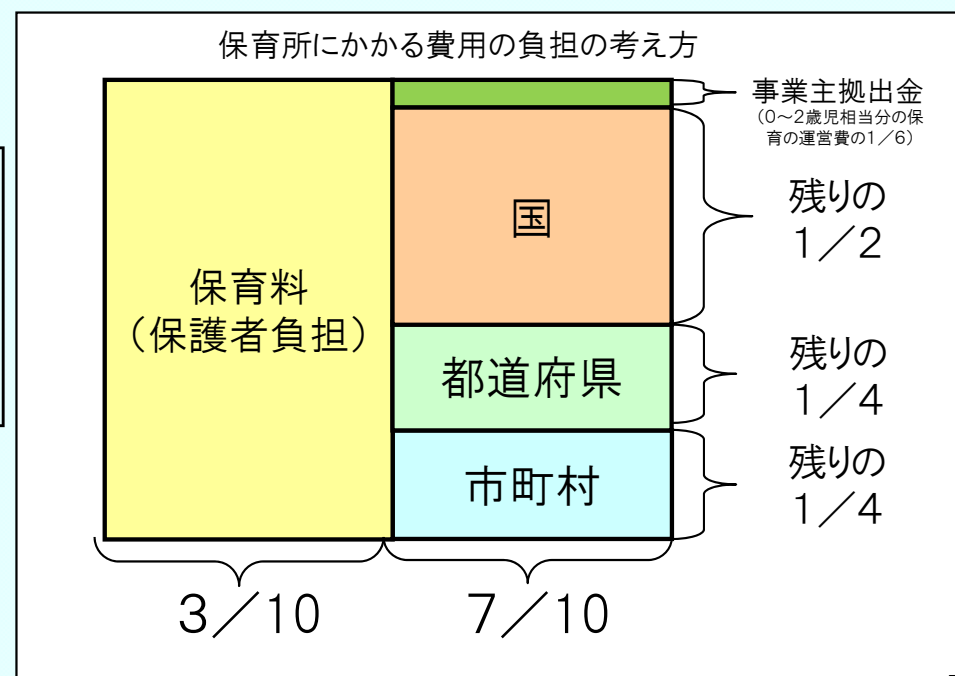 保育所にかかる費用の負担の考え方
事業主拠出金
（０～２歳児相当分の保
育の運営費の１／６）
国
残りの
１／２
保育料
（保護者負担）
都道府県
残りの
１／４
市町村
残りの
１／４
３／10
７／10